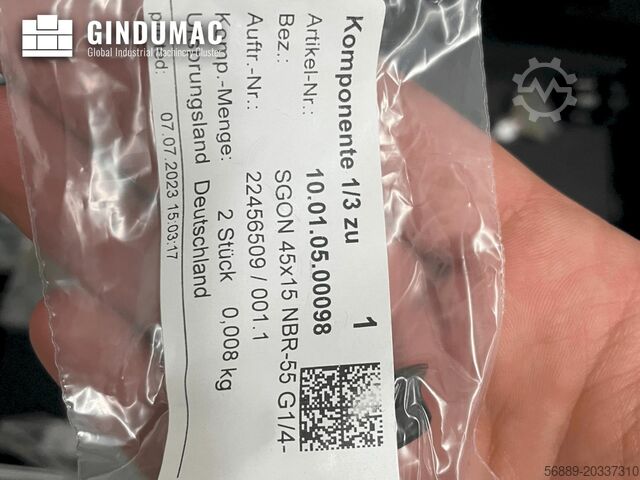 GINDUMAC
Global Industrial Machinery Cluster
Komponente 1/3 zu 1
Artikel-Nr.: 10.01.05.00098
Bez.: SGON 45x15 NBR-55 G1/4-
Auftr.-Nr.: 22456509 / 001.1
Komp.-Menge: 2 Stück 0,008 kg
Ursprungsland Deutschland
07.07.2023 15:03:17
56889-20337310